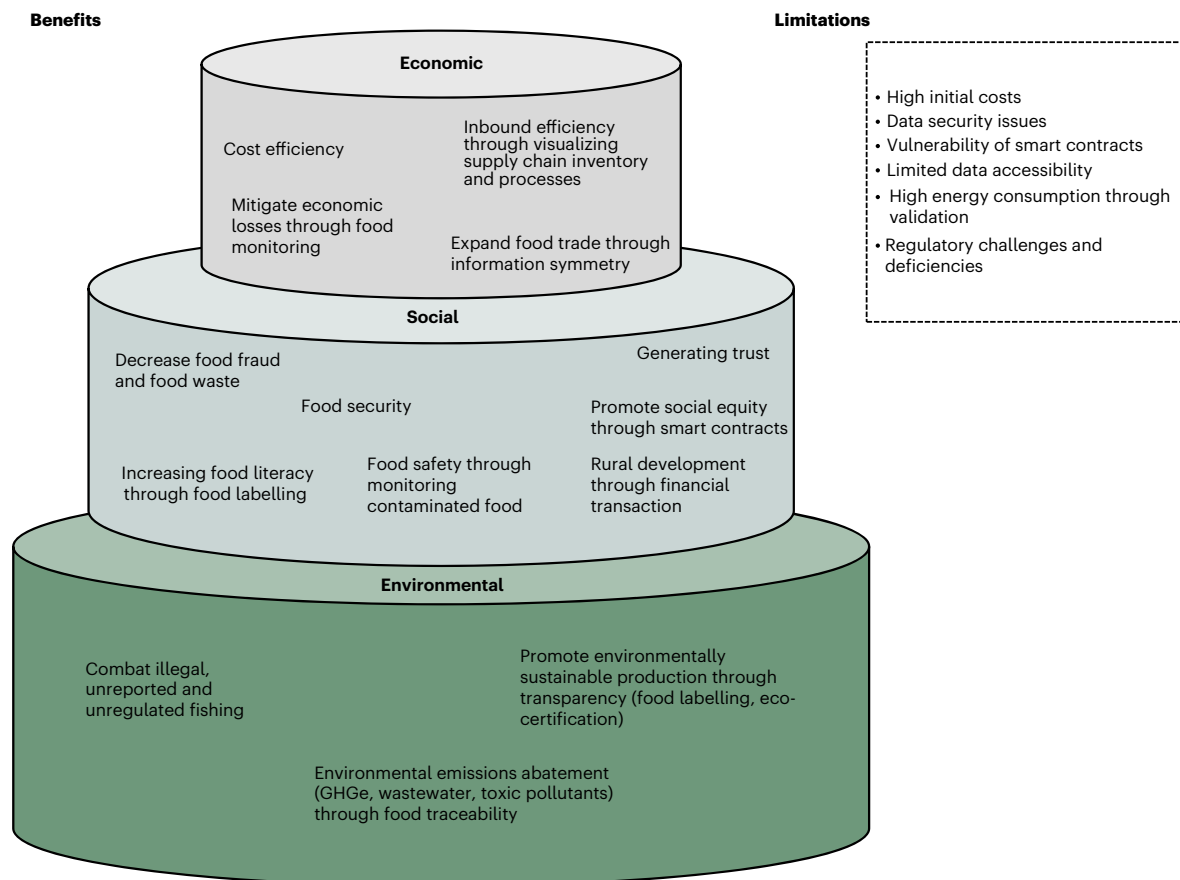 Benefits
Limitations
Economic
Cost efficiency
Inbound efficiency
through visualizing
supply chain inventory
and processes
Mitigate economic
losses through food
monitoring
Expand food trade through
information symmetry
Social
Decrease food fraud
and food waste
Generating trust
Food security
Promote social equity
through smart contracts
Increasing food literacy
through food labelling
Food safety through
monitoring
contaminated food
Rural development
through financial
transaction
Environmental
Combat illegal,
unreported and
unregulated fishing
Promote environmentally
sustainable production through
transparency (food labelling, eco-
certification)
Environmental emissions abatement
(GHGe, wastewater, toxic pollutants)
through food traceability
• High initial costs
• Data security issues
• Vulnerability of smart contracts
• Limited data accessibility
• High energy consumption through
validation
• Regulatory challenges and
deficiencies